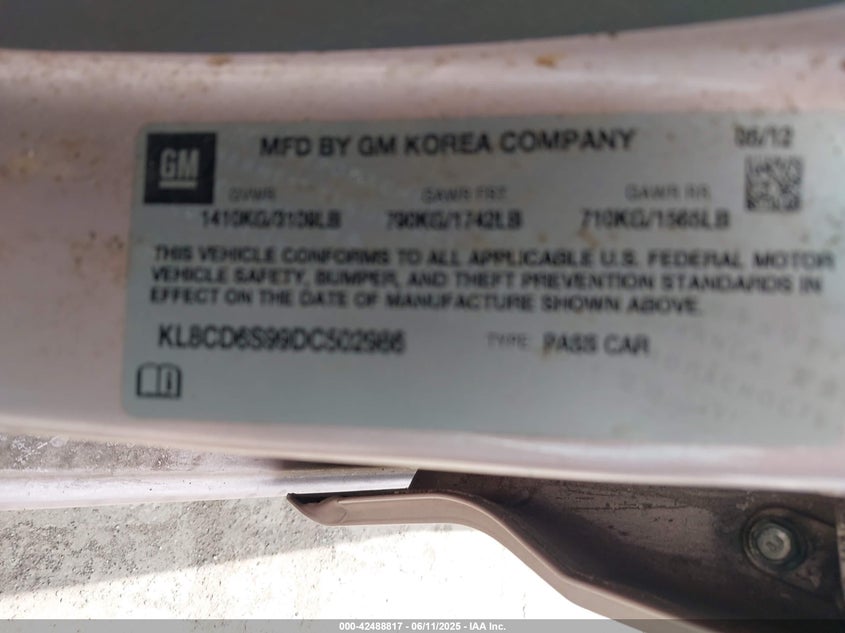 GM
MFD BY GM KOREA COMPANY
06/12
GVWR
GAWR FRT
GAWR RR
1410KG/3109LB
790KG/1742LB
710KG/1565LB
THIS VEHICLE CONFORMS TO ALL APPLICABLE U.S. FEDERAL MOTOR
VEHICLE SAFETY, BUMPER, AND THEFT PREVENTION STANDARDS IN
EFFECT ON THE DATE OF MANUFACTURE SHOWN ABOVE.
KL8CD6S99DC502986
TYPE: PASS CAR
000-42488817 - 06/11/2025 - IAA Inc.